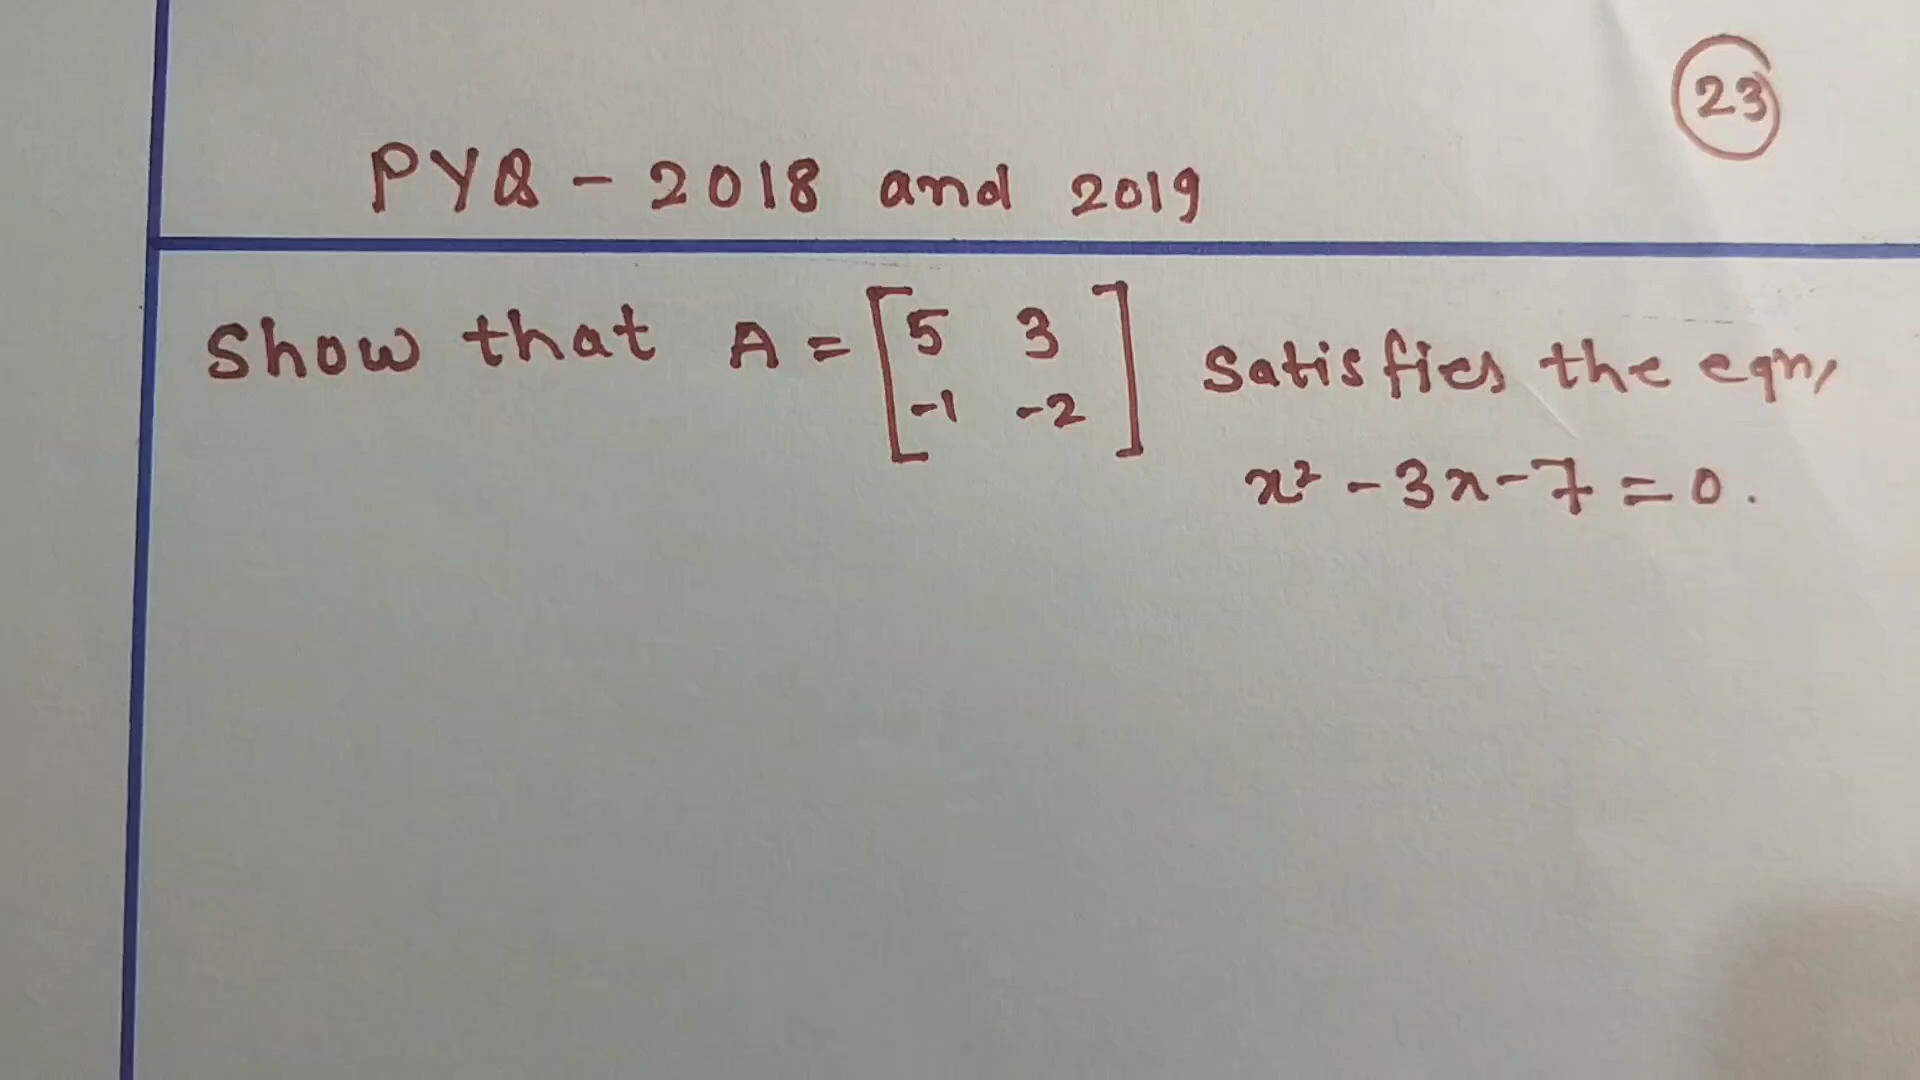 23
PYQ - 2018 and 2019
Show that A = [5 3
-1 -2] satisfies the eqn,
x² - 3x - 7 = 0.